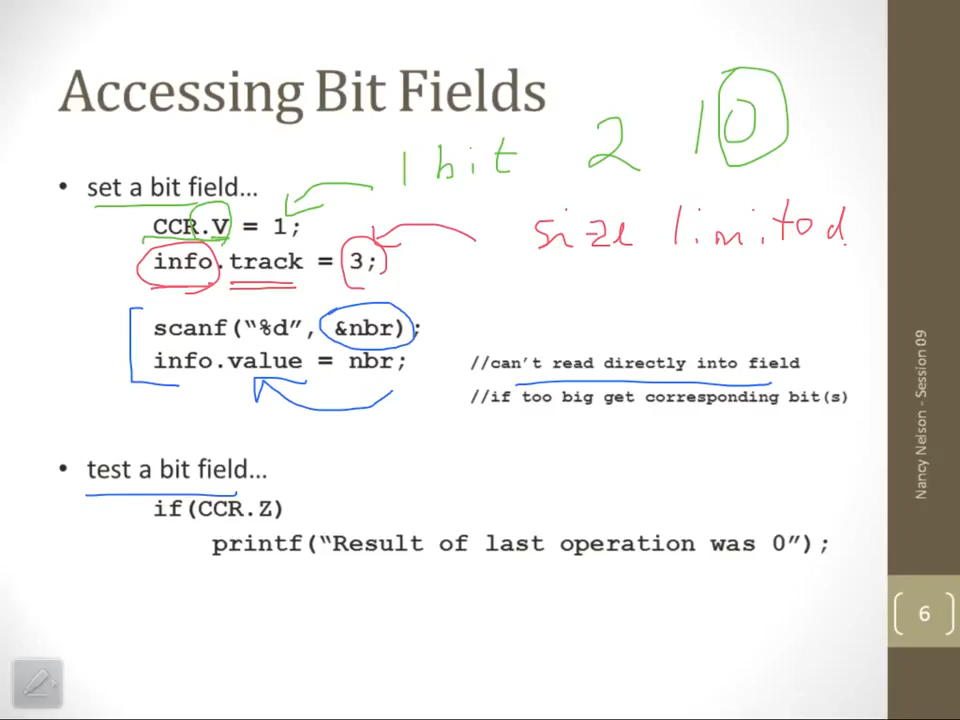 Accessing Bit Fields
1 bit 2 10
• set a bit field...
CCR.V = 1;
size limited
info.track = 3;
scanf("%d", &nbr);
info.value = nbr; //can't read directly into field
//if too big get corresponding bit(s)
• test a bit field...
if(CCR.Z)
printf("Result of last operation was 0");
Nancy Nelson - Session 09
6